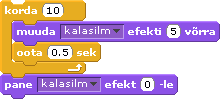 korda 10
muuda kalasilm efekti 5 võrra
oota 0.5 sek
pane kalasilm efekt 0 -le